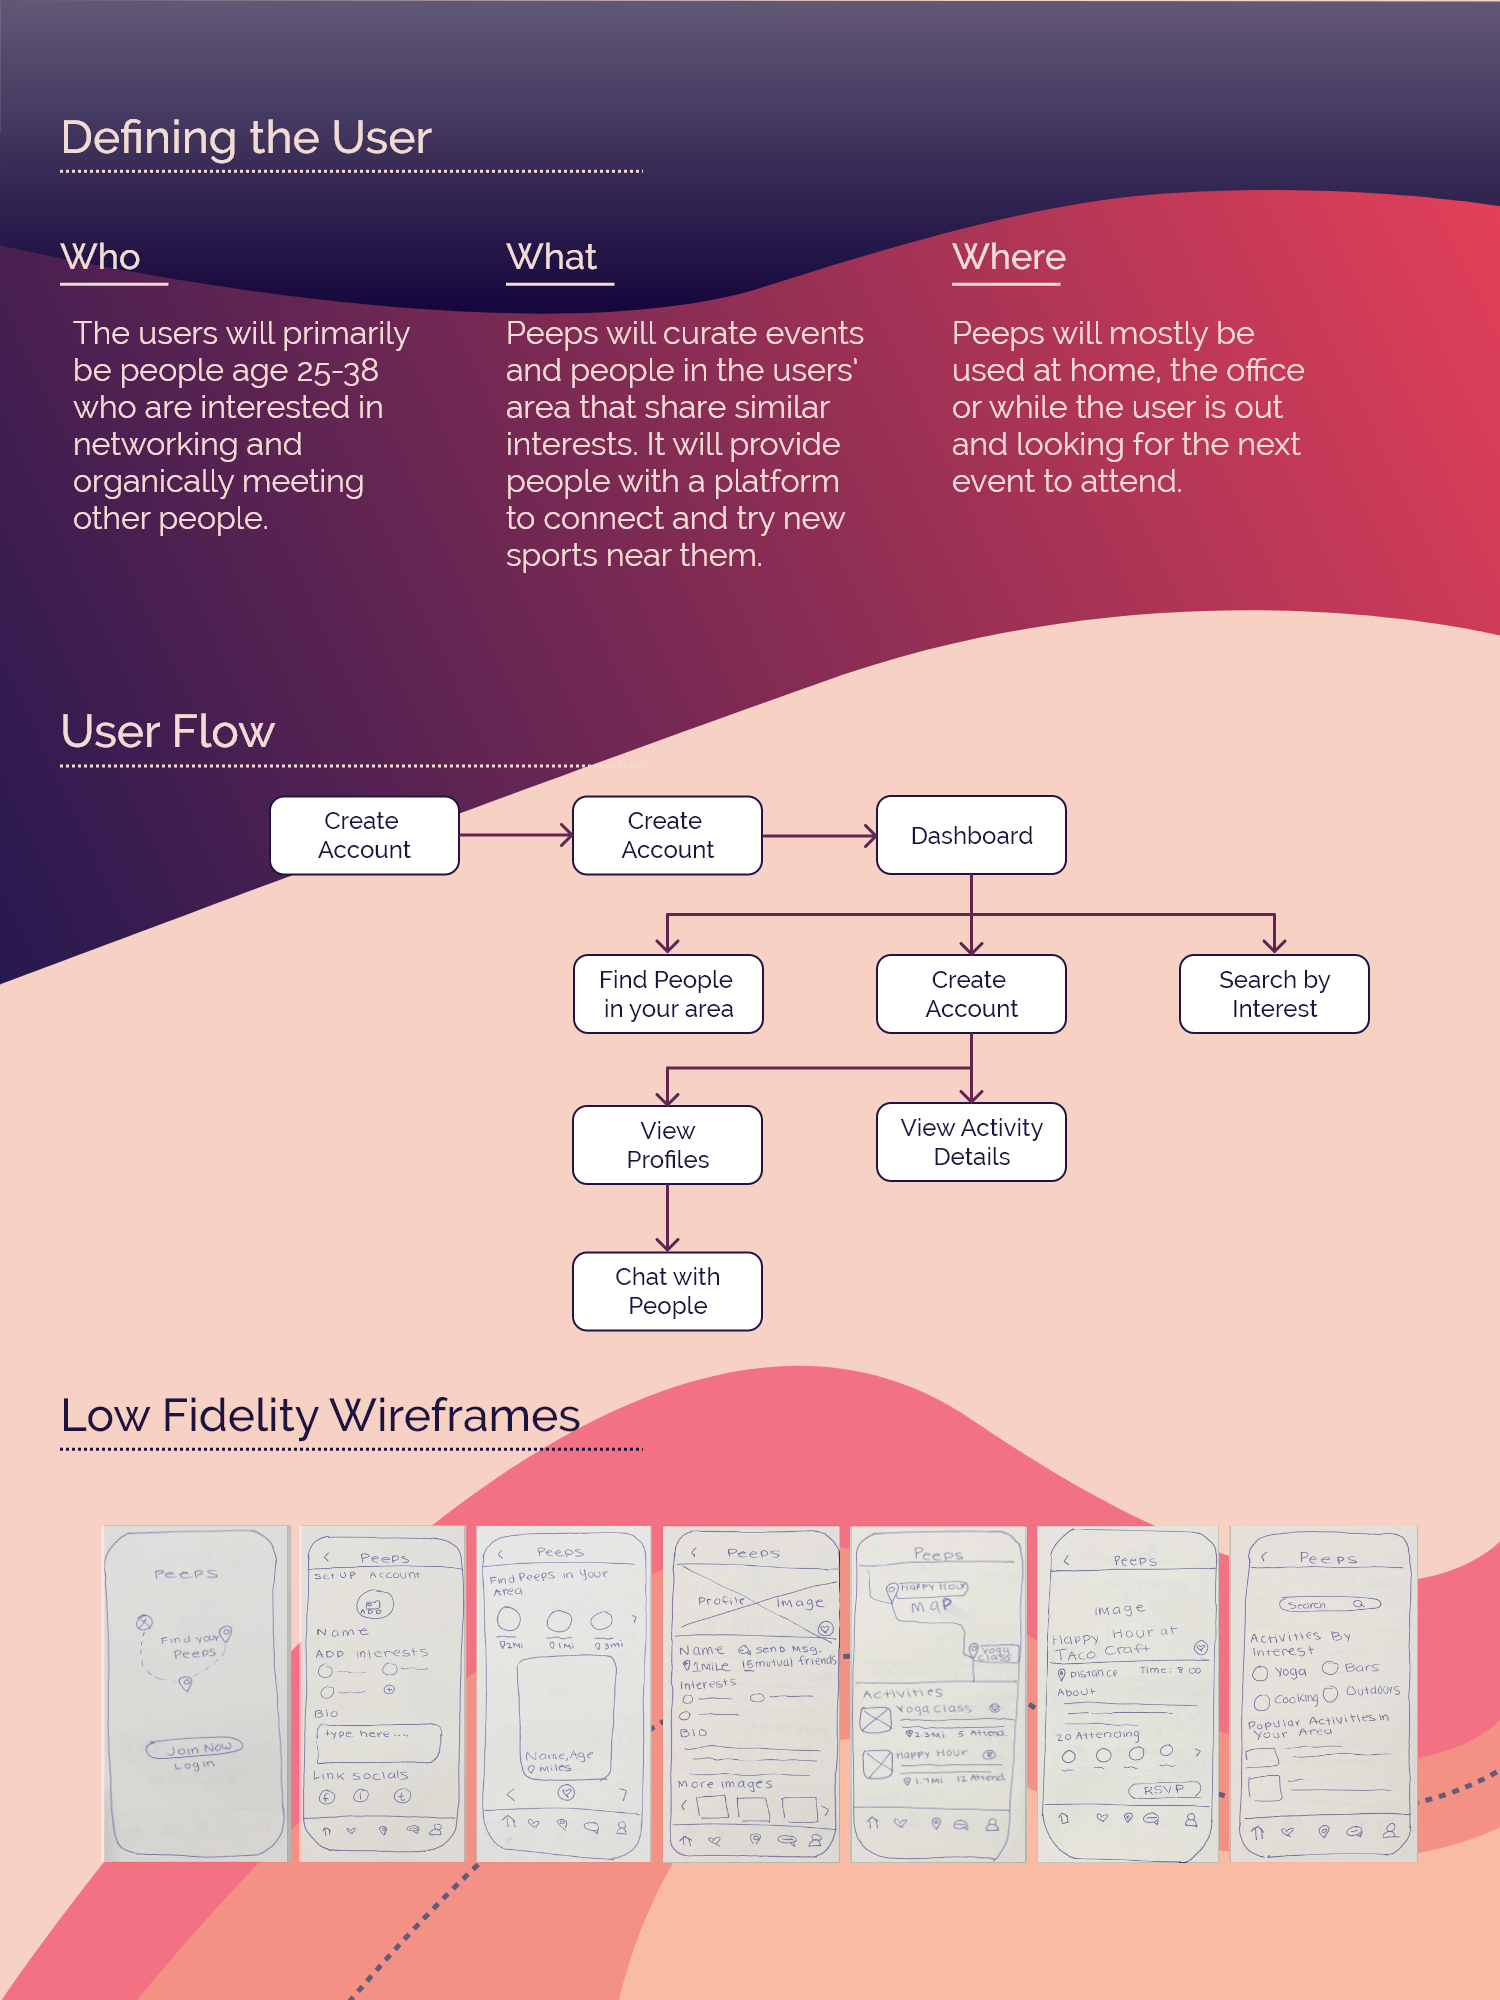 Defining the User
Who
The users will primarily
be people age 25-38
who are interested in
networking and
organically meeting
other people.
What
Peeps will curate events
and people in the users'
area that share similar
interests. It will provide
people with a platform
to connect and try new
sports near them.
Where
Peeps will mostly be
used at home, the office
or while the user is out
and looking for the next
event to attend.
User Flow
Create
Account
Create
Account
Dashboard
Find People
in your area
Create
Account
Search by
Interest
View
Profiles
View Activity
Details
Chat with
People
Low Fidelity Wireframes
Peeps
Find your
Peeps
Join Now
Login
Peeps
Set up Account
ADD
Name
ADD interests
Bio
type here ....
Link socials
Peeps
Find Peeps in Your
Area
2mi
1mi
3mi
Name, Age
miles
Peeps
Profile Image
Name send msg.
1mile 15 mutual friends
Interests
Bio
More images
Peeps
Happy Hour
Map
Yoga
Class
Activities
Yoga Class
2.3mi 5 Attend.
Happy Hour
1.7mi 12 Attend.
Peeps
image
Happy Hour at
Taco Craft
Distance Time: 8:00
About
20 Attending
RSVP
Peeps
Search
Activities By
Interest
Yoga
Bars
Cooking
Outdoors
Popular Activities in
Your Area